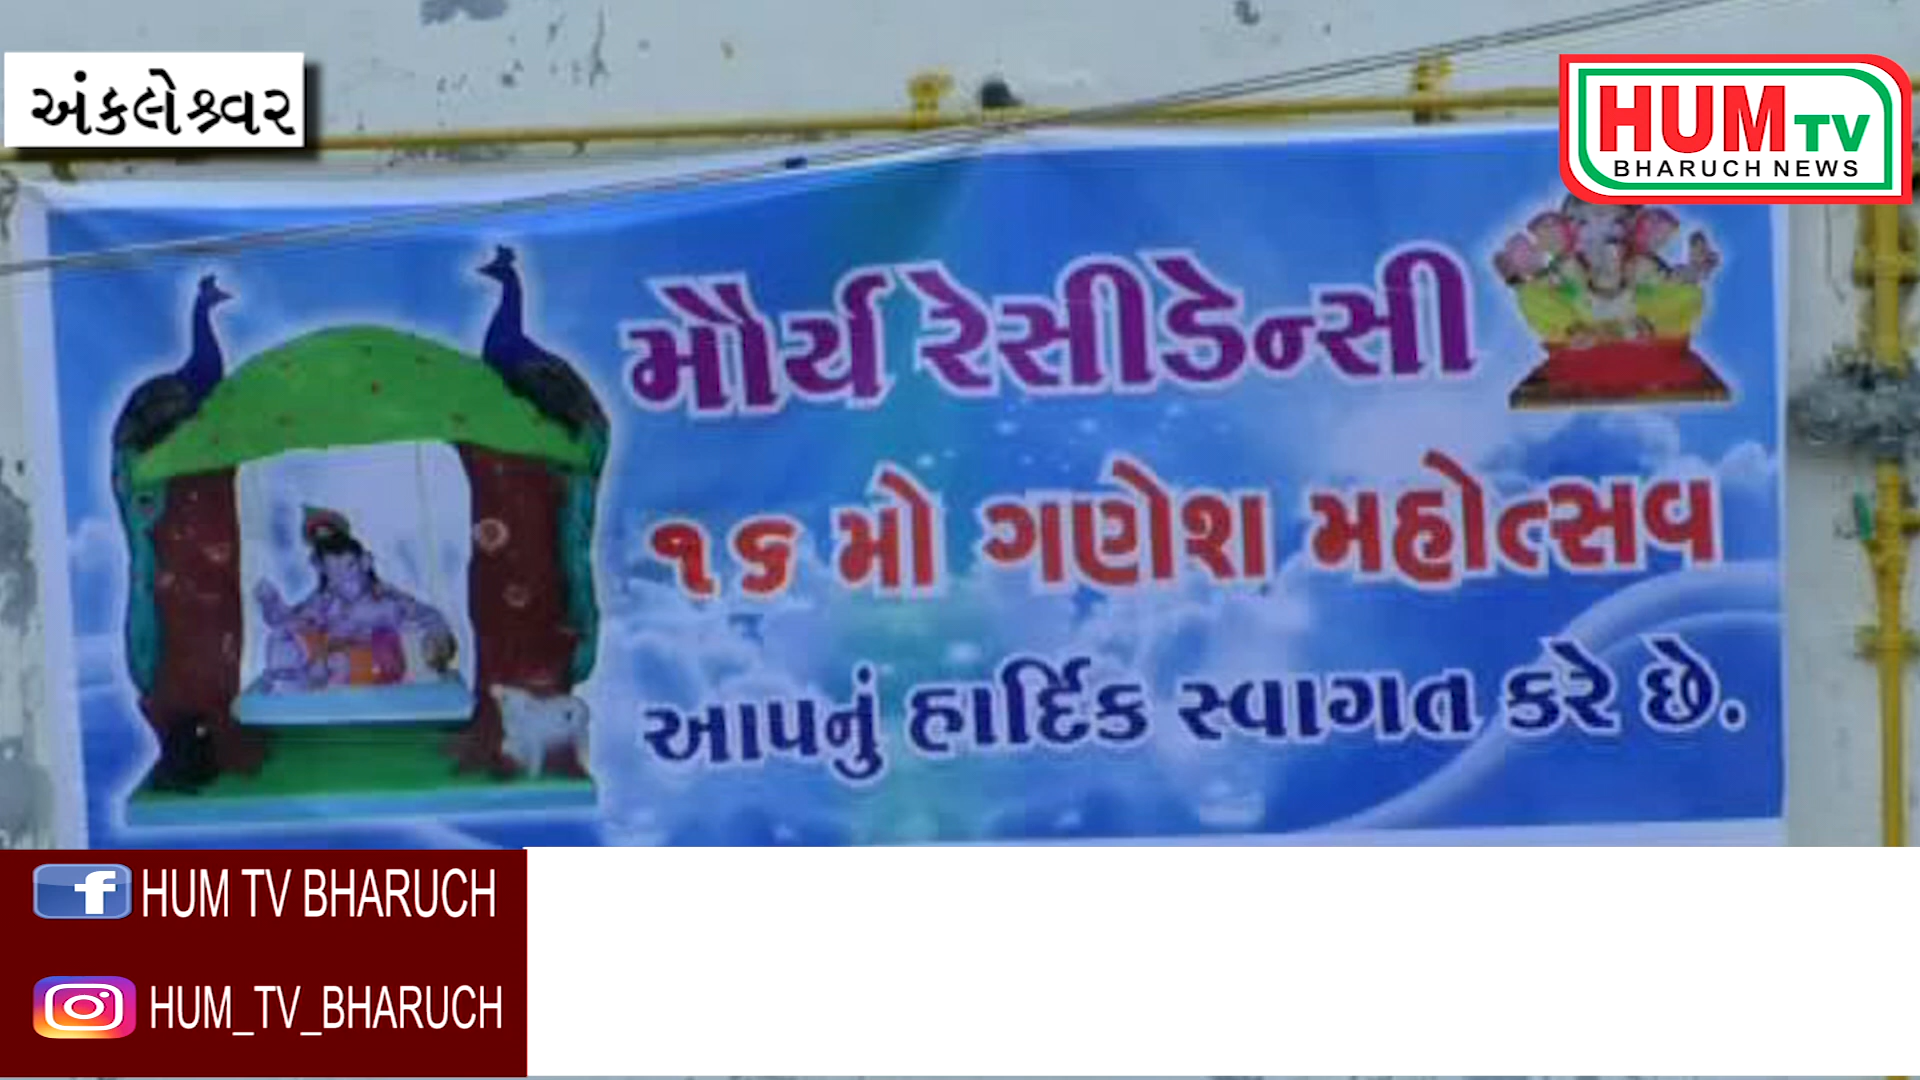 અંકલેશ્વર
HUM TV
BHARUCH NEWS
મૌર્ય રેસીડેન્સી
૧૬ મો ગણેશ મહોત્સવ
આપનું હાર્દિક સ્વાગત કરે છે.
HUM TV BHARUCH
HUM_TV_BHARUCH